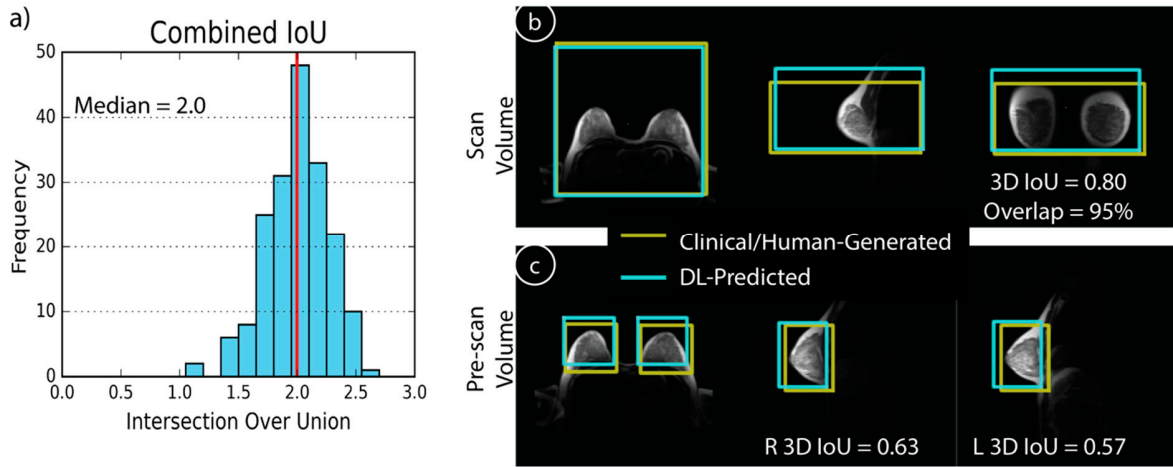 a)
Combined IoU
Median = 2.0
Frequency
50
40
30
20
10
0
0.0 0.5 1.0 1.5 2.0 2.5 3.0
Intersection Over Union
b
Scan
Volume
3D IoU = 0.80
Overlap = 95%
Clinical/Human-Generated
DL-Predicted
c
Pre-scan
Volume
R 3D IoU = 0.63
L 3D IoU = 0.57